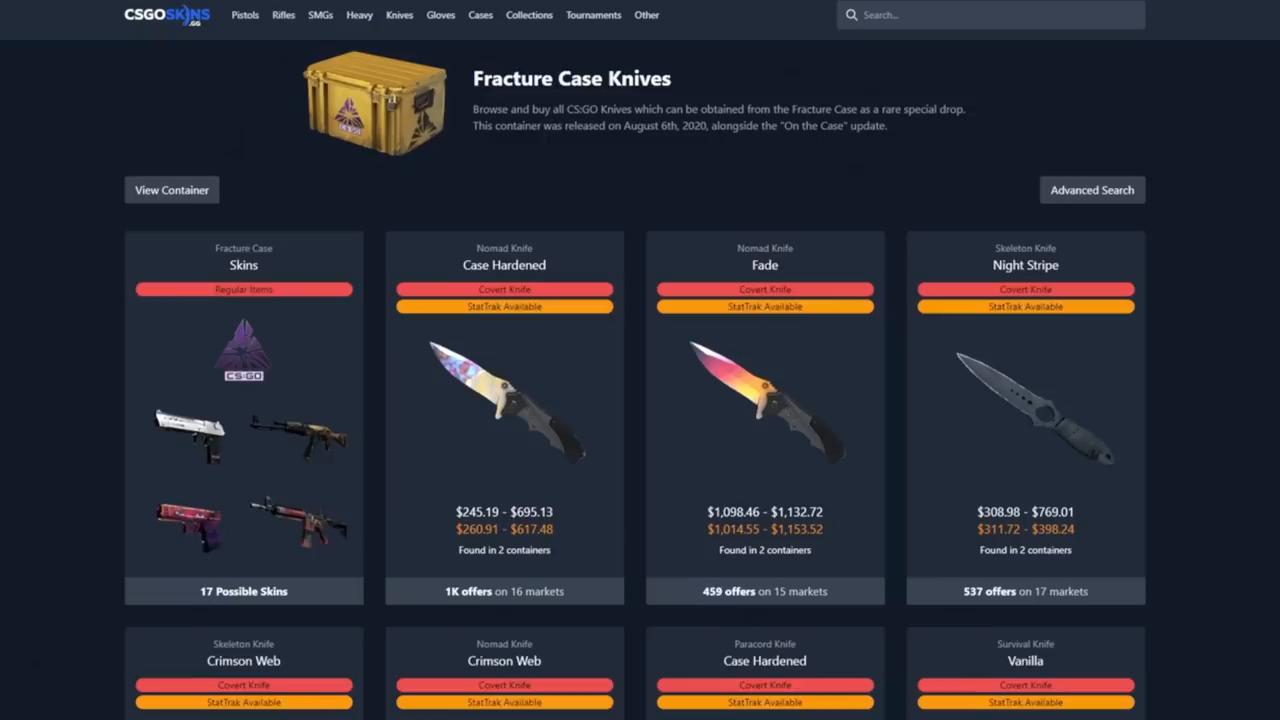 CSGOSKINS
.GG
Pistols Rifles SMGs Heavy Knives Gloves Cases Collections Tournaments Other
Search...
Fracture Case Knives
Browse and buy all CS:GO Knives which can be obtained from the Fracture Case as a rare special drop.
This container was released on August 6th, 2020, alongside the "On the Case" update.
View Container
Advanced Search
Fracture Case
Skins
Regular Items
CS:GO
17 Possible Skins
Nomad Knife
Case Hardened
Covert Knife
StatTrak Available
$245.19 - $695.13
$260.91 - $617.48
Found in 2 containers
1K offers on 16 markets
Nomad Knife
Fade
Covert Knife
StatTrak Available
$1,098.46 - $1,132.72
$1,014.55 - $1,153.52
Found in 2 containers
459 offers on 15 markets
Skeleton Knife
Night Stripe
Covert Knife
StatTrak Available
$308.98 - $769.01
$311.72 - $398.24
Found in 2 containers
537 offers on 17 markets
Skeleton Knife
Crimson Web
Covert Knife
StatTrak Available
Nomad Knife
Crimson Web
Covert Knife
StatTrak Available
Paracord Knife
Case Hardened
Covert Knife
StatTrak Available
Survival Knife
Vanilla
Covert Knife
StatTrak Available